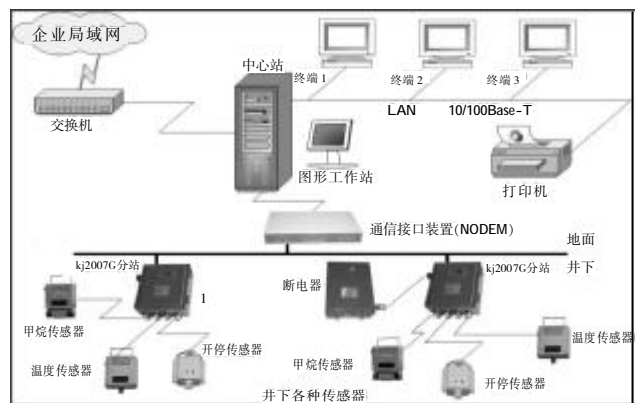 企业局域网
中心站
终端 1
终端 2
终端 3
交换机
LAN 10/100Base-T
图形工作站
打印机
通信接口装置(NODEM)
地面
kj2007G分站
井下
断电器
kj2007G分站
1
甲烷传感器
开停传感器
温度传感器
温度传感器
甲烷传感器
开停传感器
井下各种传感器